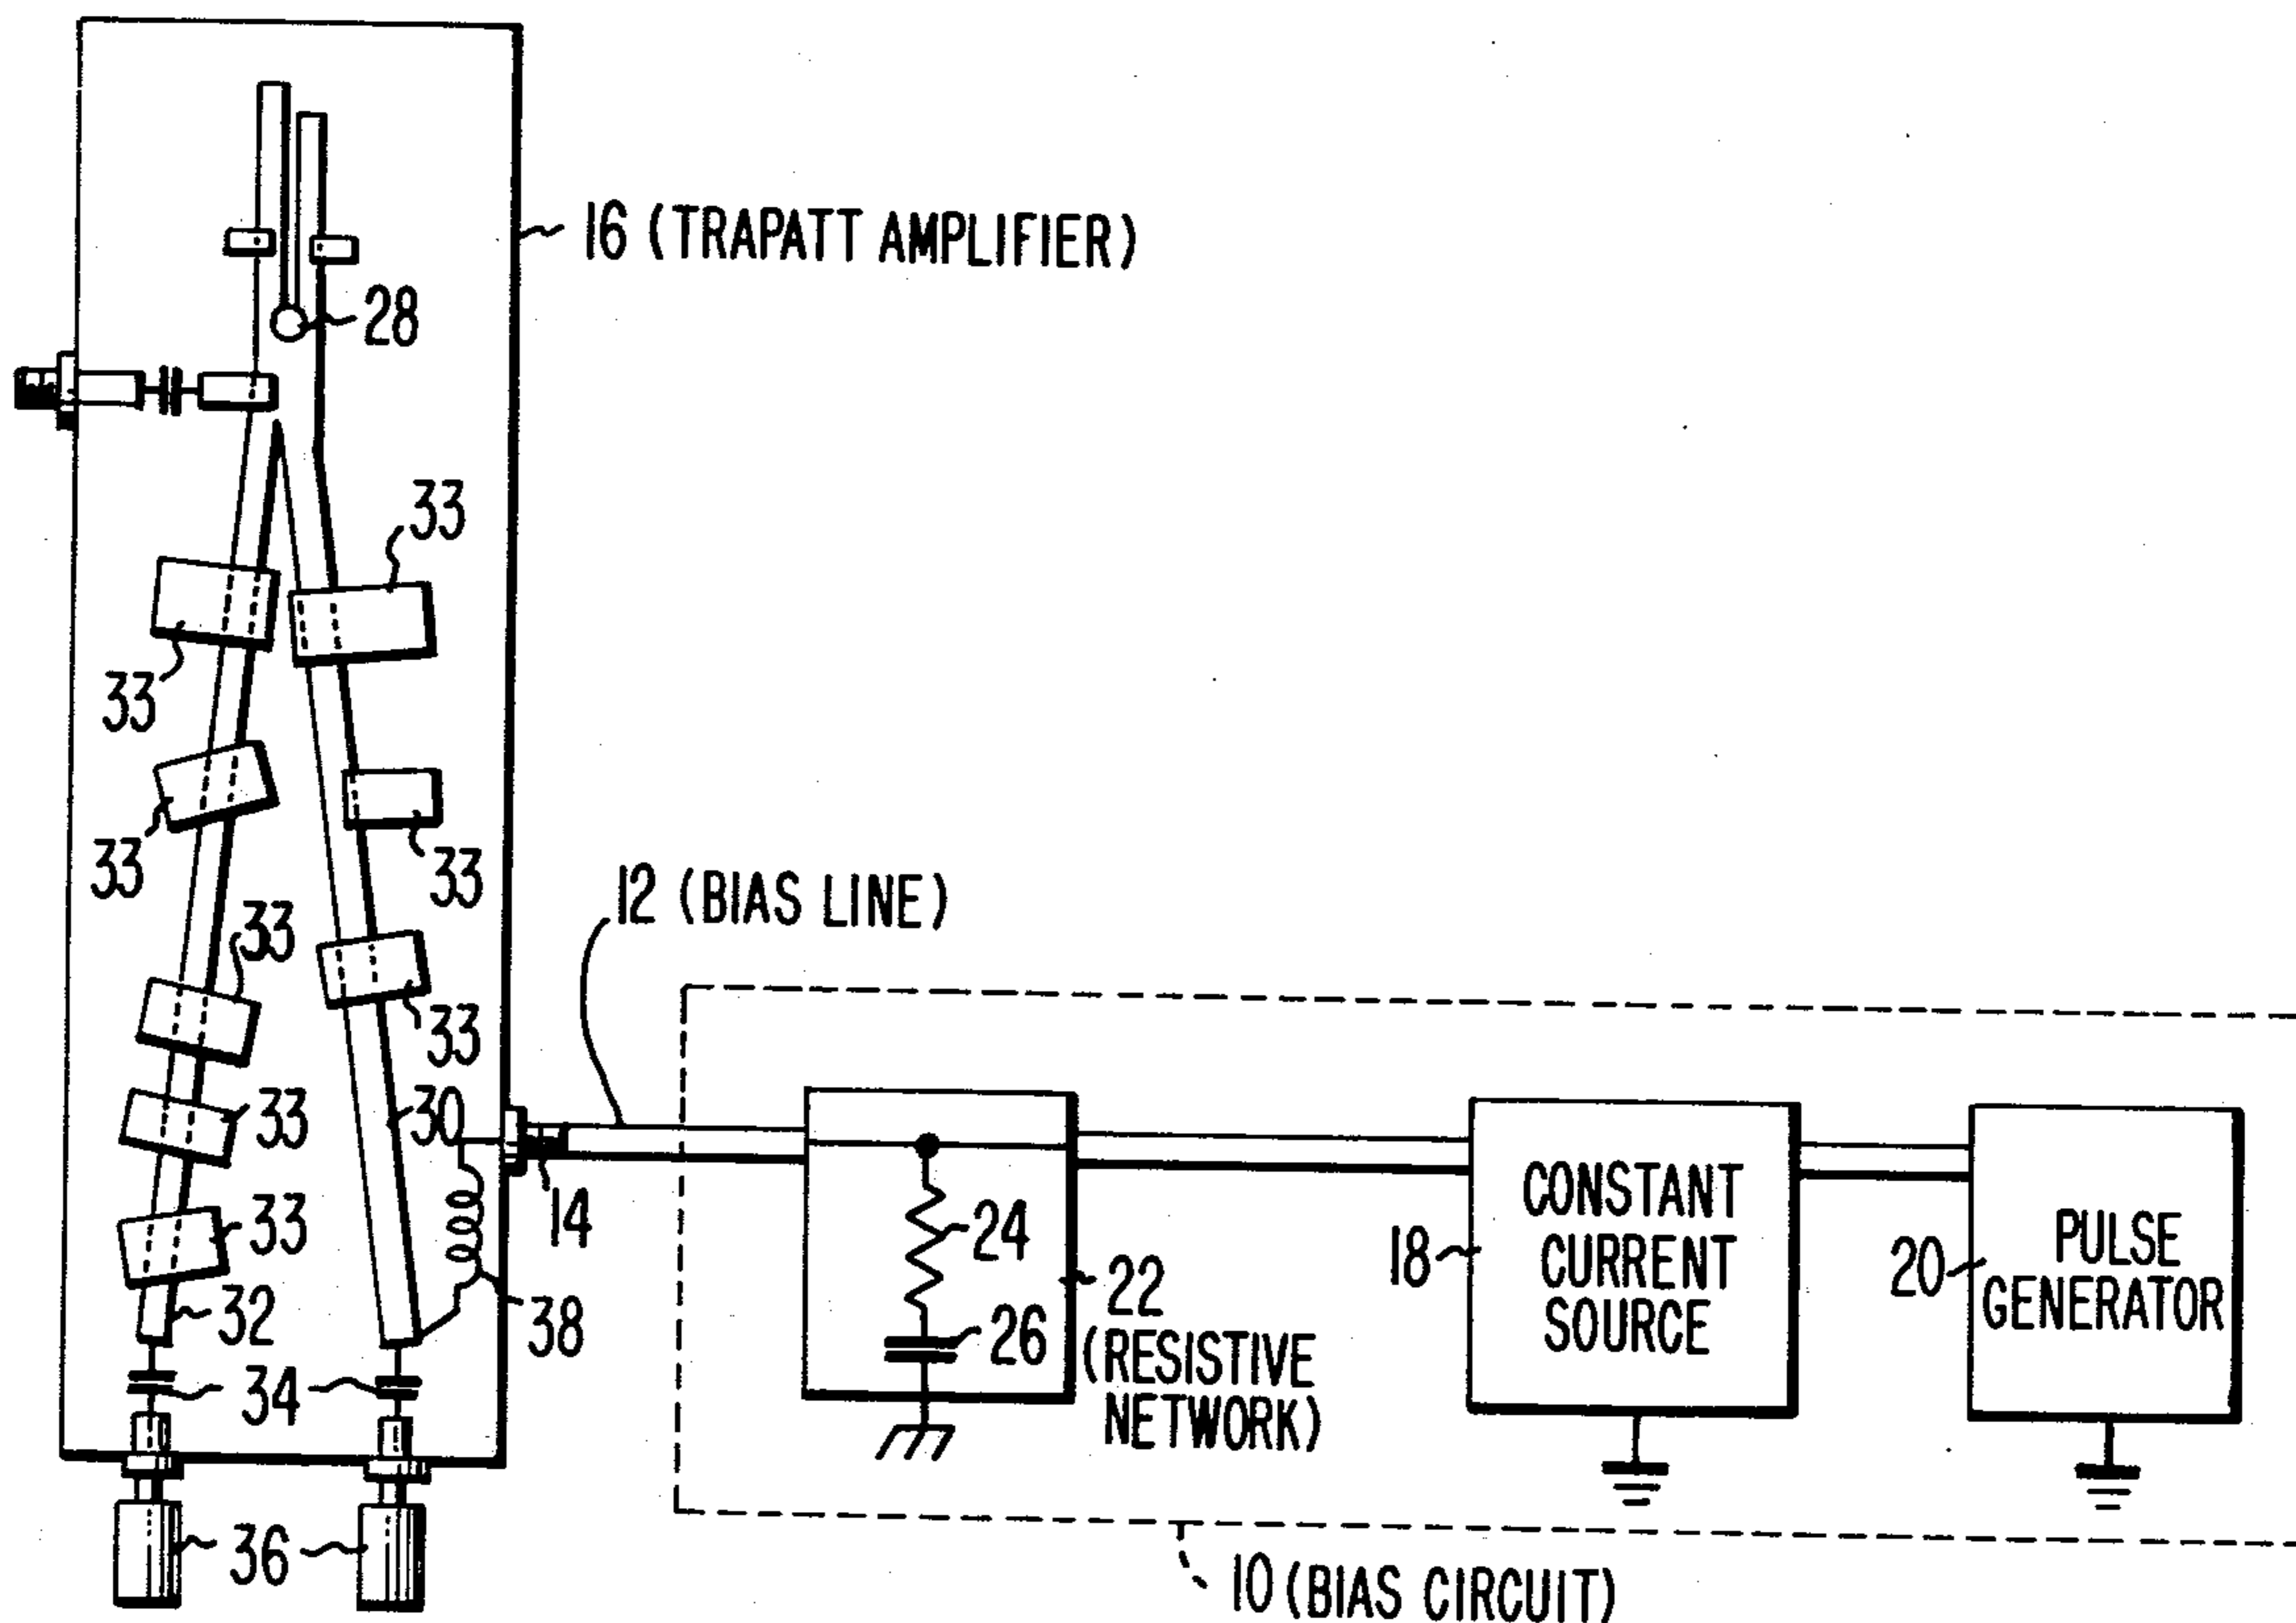 16 (TRAPATT AMPLIFIER)
28
33
33
33
33
12 (BIAS LINE)
33
33
30
33
14
33
24
32
38
22
(RESISTIVE
NETWORK)
26
18
CONSTANT
CURRENT
SOURCE
20
PULSE
GENERATOR
34
36
10 (BIAS CIRCUIT)